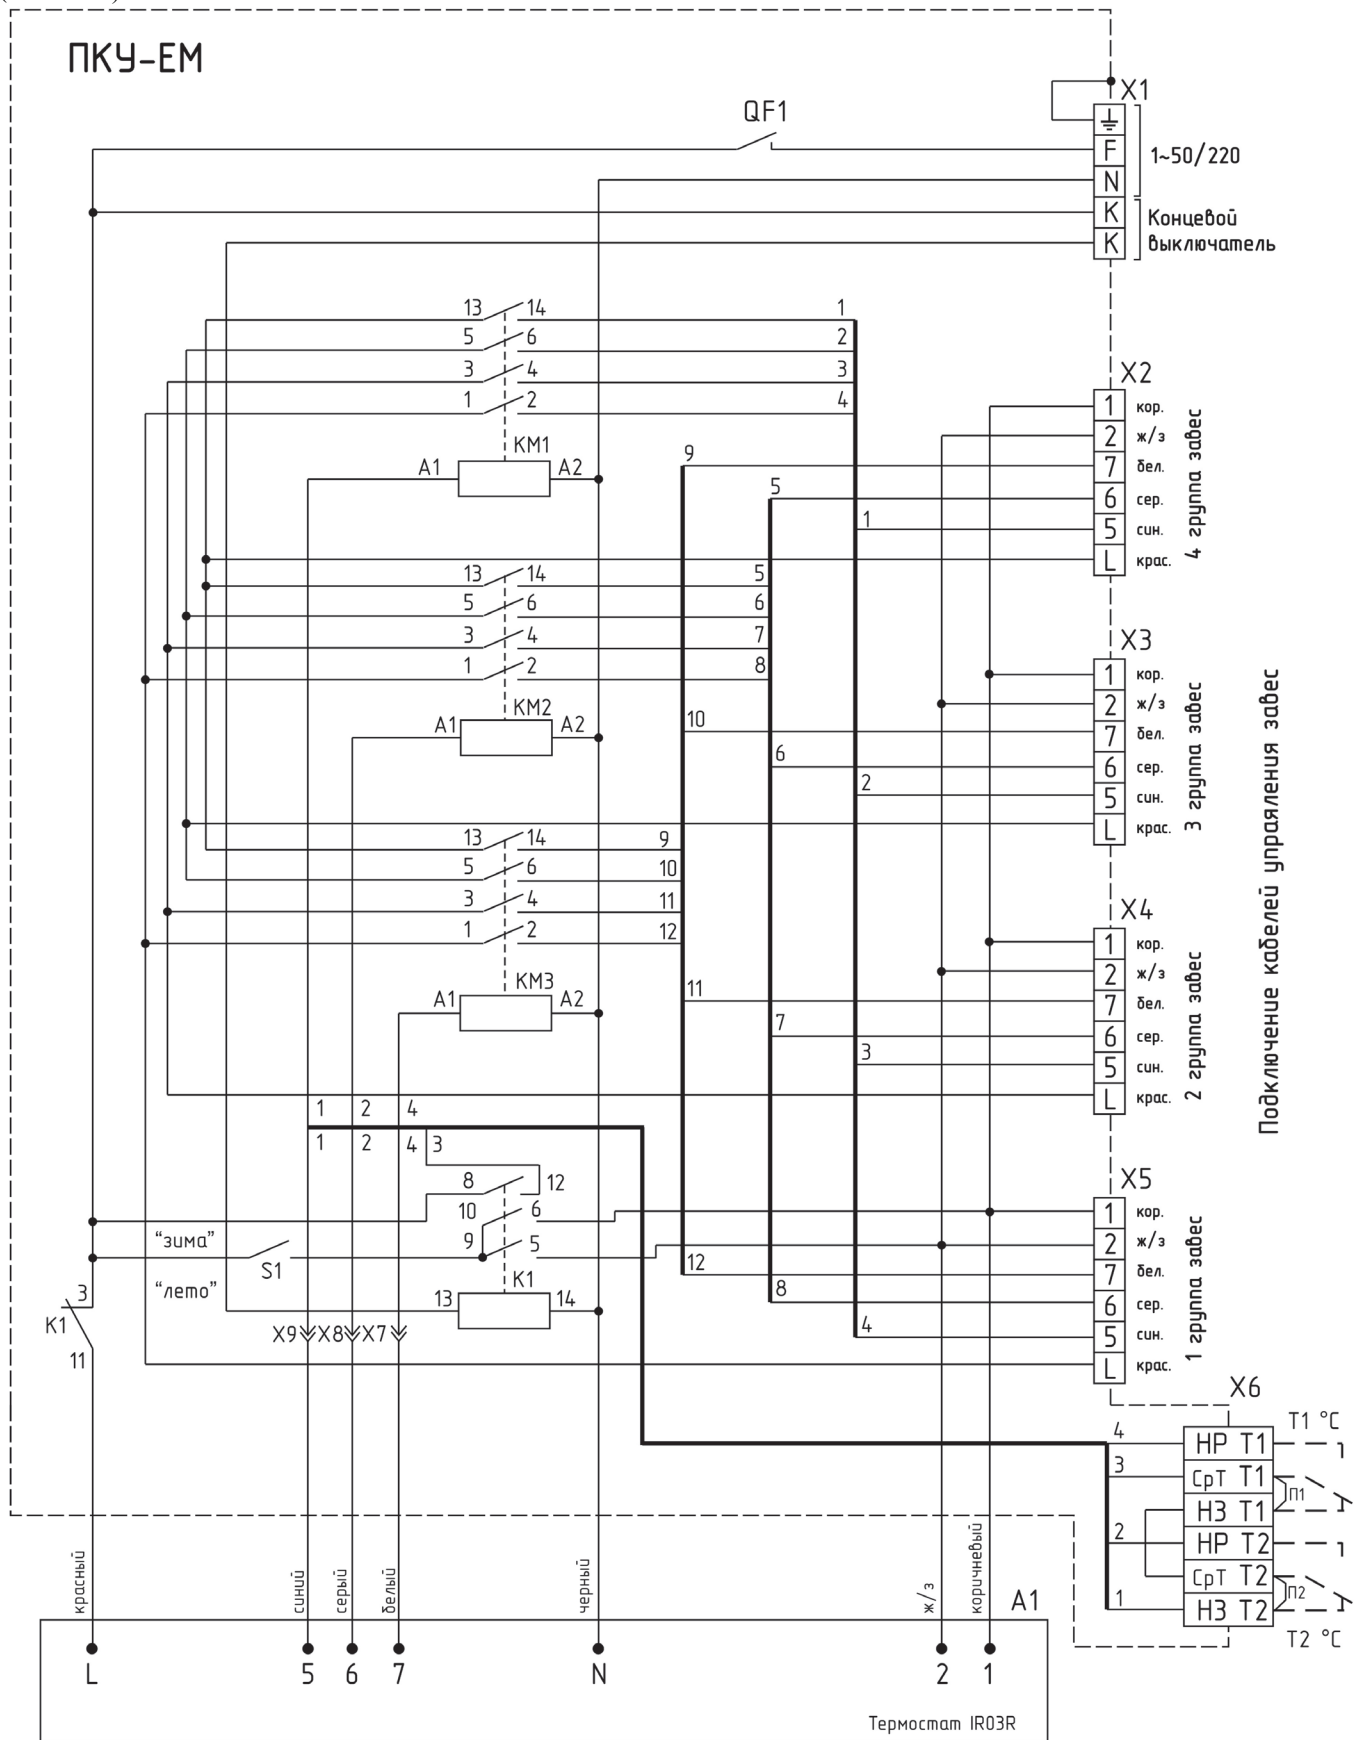 ПКУ-ЕМ
QF1
X1
F
N
K
K
1~50/220
Концевой
выключатель
13 14 1
5 6 2
3 4 3
1 2 4
KM1
A1 A2
X2
1 кор.
2 ж/з
9 7 бел.
5 6 сер.
1 5 син.
L крас.
4 группа завес
13 14 5
5 6 6
3 4 7
1 2 8
KM2
A1 A2
X3
1 кор.
2 ж/з
10 7 бел.
6 6 сер.
2 5 син.
L крас.
3 группа завес
Подключение кабелей упраяления завес
13 14 9
5 6 10
3 4 11
1 2 12
KM3
A1 A2
X4
1 кор.
2 ж/з
11 7 бел.
7 6 сер.
3 5 син.
L крас.
2 группа завес
1 2 4
1 2 4 3
8 12
10 6
9 5
"зима"
S1
"лето"
K1
13 14
3
K1
11
X9 X8 X7
X5
1 кор.
2 ж/з
12 7 бел.
8 6 сер.
4 5 син.
L крас.
1 группа завес
X6
T1 °C
4 НР Т1
3 СрТ Т1
П1
НЗ Т1
2 НР Т2
СрТ Т2
П2
1 НЗ Т2
T2 °C
красный
синий
серый
белый
черный
ж/з
коричневый
A1
L 5 6 7 N 2 1
Термостат IR03R